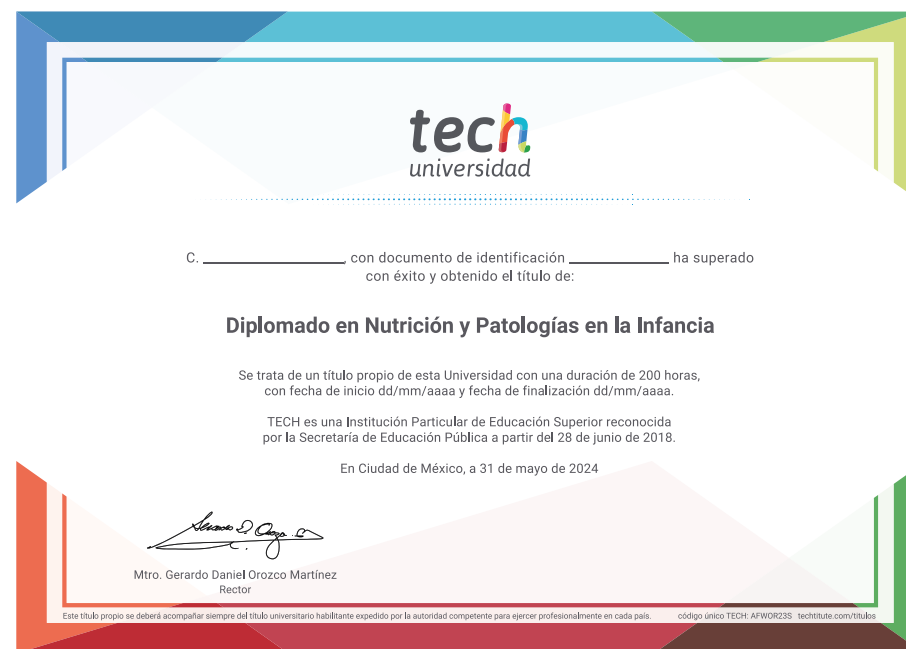 tech
universidad
C. ____________________, con documento de identificación ______________ ha superado
con éxito y obtenido el título de:
Diplomado en Nutrición y Patologías en la Infancia
Se trata de un título propio de esta Universidad con una duración de 200 horas,
con fecha de inicio dd/mm/aaaa y fecha de finalización dd/mm/aaaa.
TECH es una Institución Particular de Educación Superior reconocida
por la Secretaría de Educación Pública a partir del 28 de junio de 2018.
En Ciudad de México, a 31 de mayo de 2024
Mtro. Gerardo Daniel Orozco Martínez
Rector
Este título propio se deberá acompañar siempre del título universitario habilitante expedido por la autoridad competente para ejercer profesionalmente en cada país. código único TECH: AFWOR23S techtitute.com/titulos